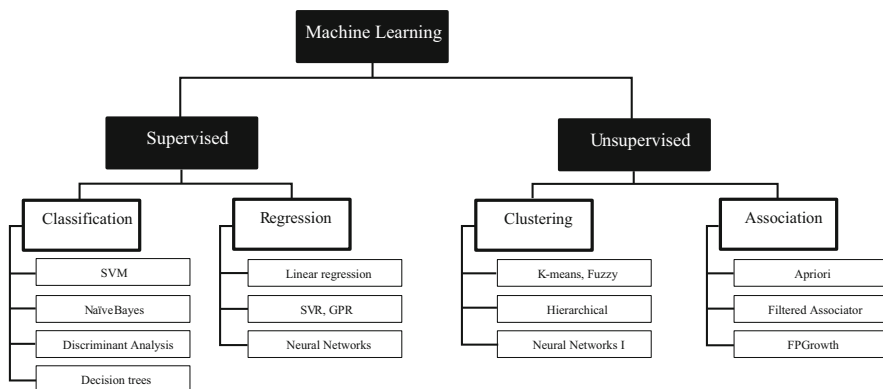 Machine Learning
Supervised
Unsupervised
Classification
Regression
Clustering
Association
SVM
NaïveBayes
Discriminant Analysis
Decision trees
Linear regression
SVR, GPR
Neural Networks
K-means, Fuzzy
Hierarchical
Neural Networks I
Apriori
Filtered Associator
FPGrowth